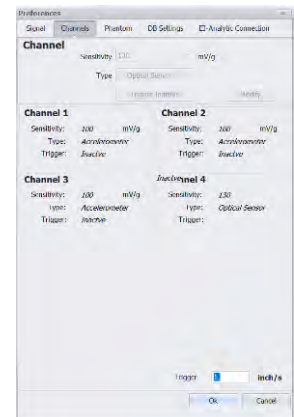 Preferences
Signal Channels Phantom DB Settings EI-Analytic Connection
Channel
Sensitivity 130 mV/g
Type Optical Sensor
Channel 1
Sensitivity: 100 mV/g
Type: Accelerometer
Trigger: Inactive
Channel 2
Sensitivity: 100 mV/g
Type: Accelerometer
Trigger: Inactive
Channel 3
Sensitivity: 100 mV/g
Type: Accelerometer
Trigger: Inactive
Inactive nnel 4
Sensitivity: 130
Type: Optical Sensor
Trigger:
Trigger inch/s
Ok Cancel